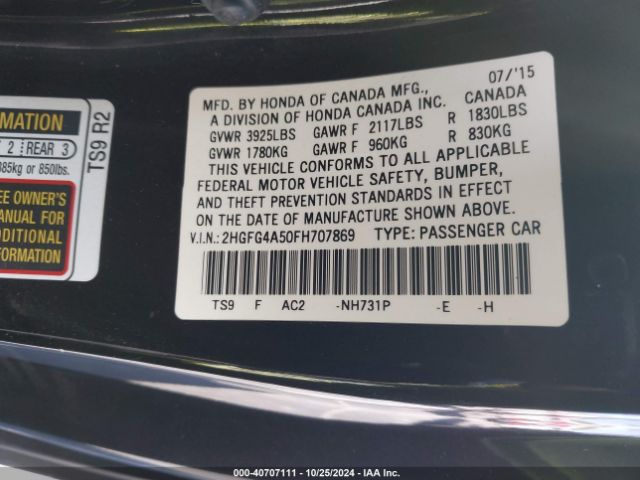 MATION
2 REAR 3
385kg or 850lbs.
EE OWNER'S
ANUAL FOR
DITIONAL
FORMATION
TS9 R2
07/'15
MFD. BY HONDA OF CANADA MFG., CANADA
A DIVISION OF HONDA CANADA INC.
GVWR 3925LBS GAWR F 2117LBS R 1830LBS
GVWR 1780KG GAWR F 960KG R 830KG
THIS VEHICLE CONFORMS TO ALL APPLICABLE
FEDERAL MOTOR VEHICLE SAFETY, BUMPER,
AND THEFT PREVENTION STANDARDS IN EFFECT
ON THE DATE OF MANUFACTURE SHOWN ABOVE.
V.I.N.: 2HGFG4A50FH707869 TYPE: PASSENGER CAR
TS9 F AC2 -NH731P -E -H
000-40707111 - 10/25/2024 - IAA Inc.